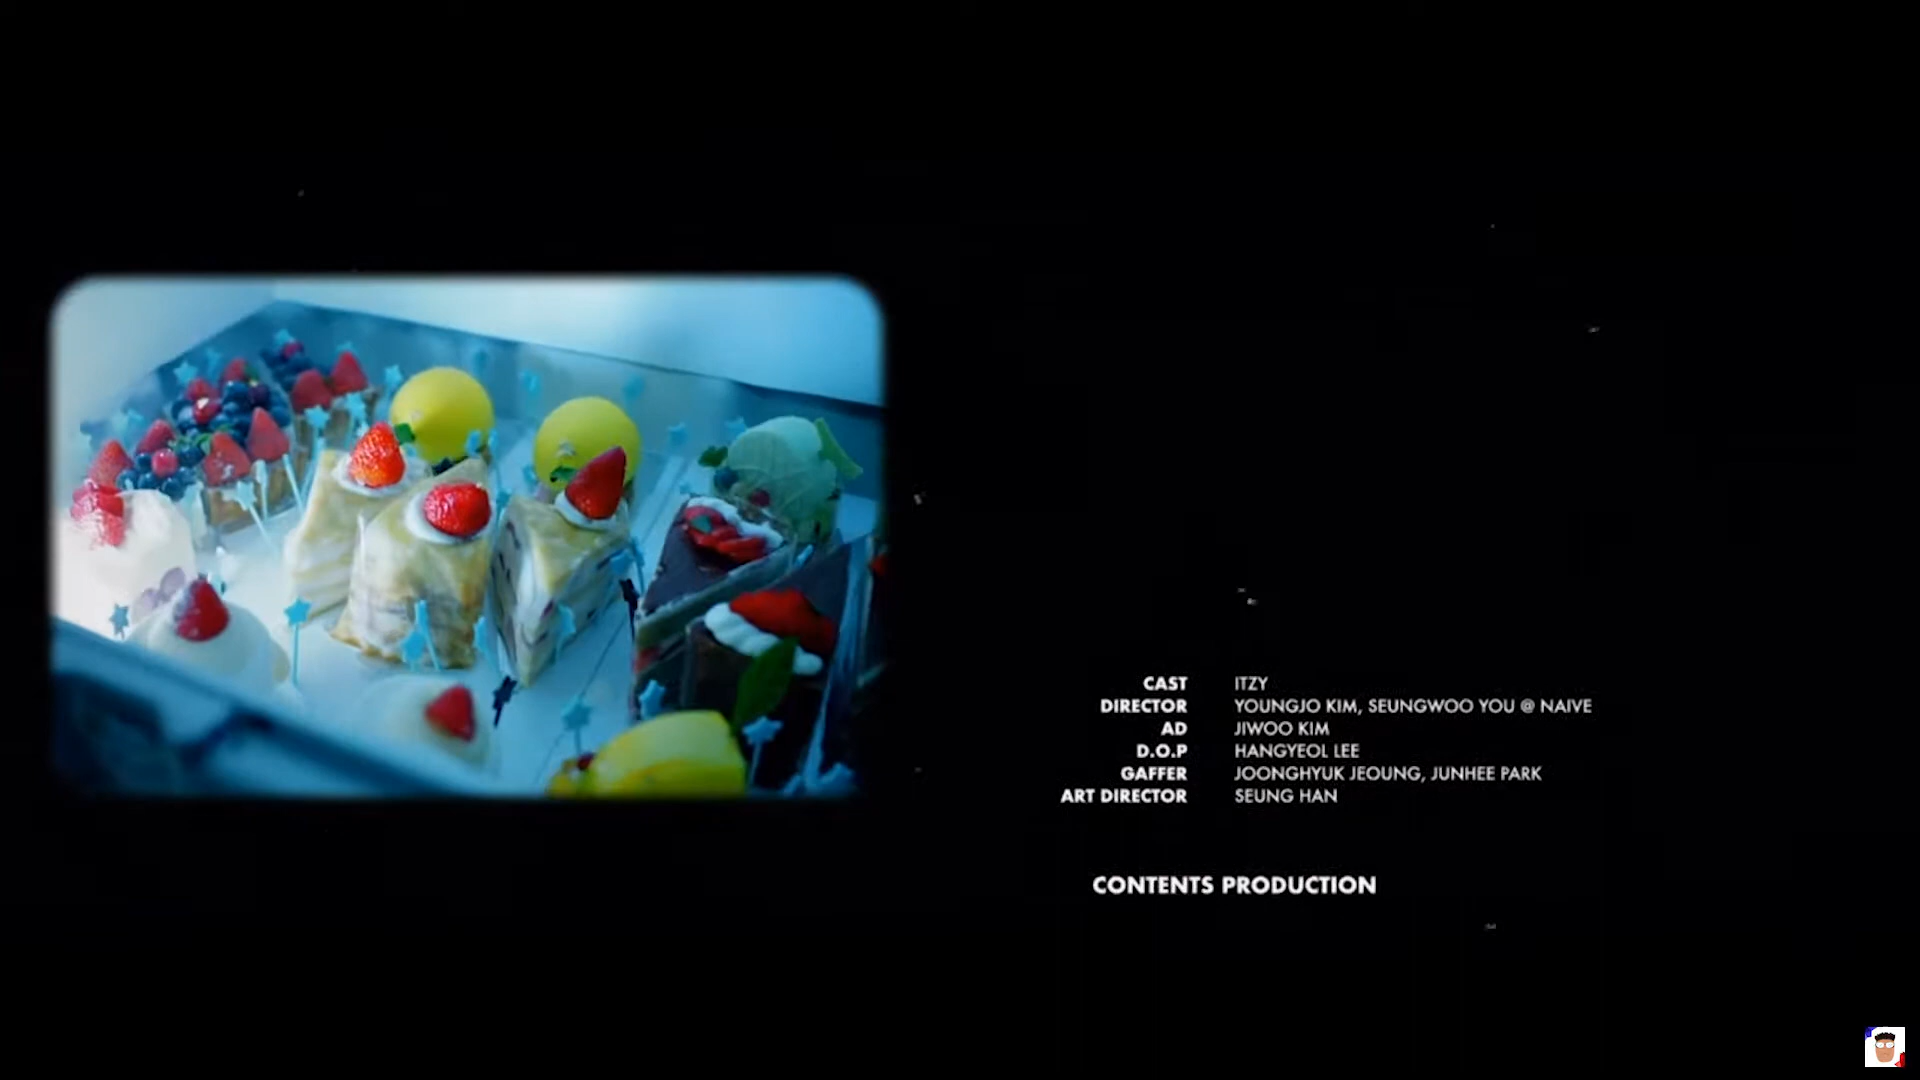 CAST ITZY
DIRECTOR YOUNGJO KIM, SEUNGWOO YOU @ NAIVE
AD JIWOO KIM
D.O.P HANGYEOL LEE
GAFFER JOONGHYUK JEOUNG, JUNHEE PARK
ART DIRECTOR SEUNG HAN
CONTENTS PRODUCTION